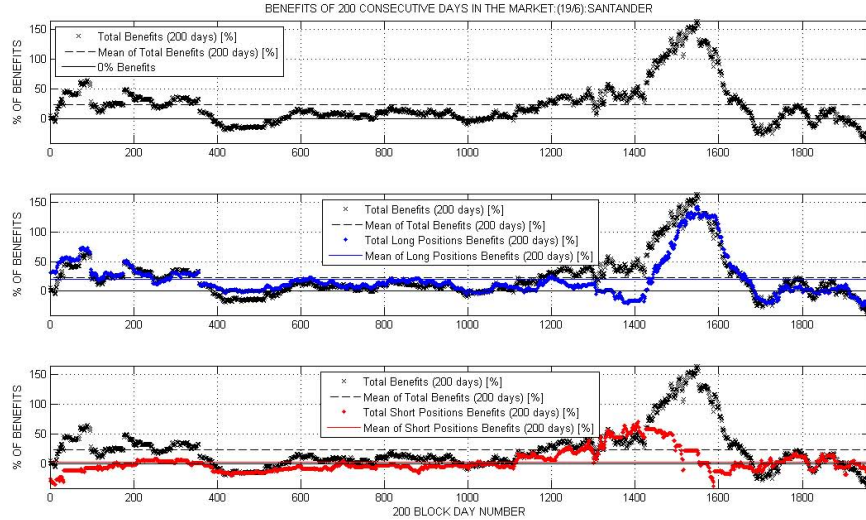 BENEFITS OF 200 CONSECUTIVE DAYS IN THE MARKET:(19/6):SANTANDER
% OF BENEFITS
150
100
50
0
Total Benefits (200 days) [%]
Mean of Total Benefits (200 days) [%]
0% Benefits
0 200 400 600 800 1000 1200 1400 1600 1800
% OF BENEFITS
150
100
50
0
Total Benefits (200 days) [%]
Mean of Total Benefits (200 days) [%]
Total Long Positions Benefits (200 days) [%]
Mean of Long Positions Benefits (200 days) [%]
0 200 400 600 800 1000 1200 1400 1600 1800
% OF BENEFITS
150
100
50
0
Total Benefits (200 days) [%]
Mean of Total Benefits (200 days) [%]
Total Short Positions Benefits (200 days) [%]
Mean of Short Positions Benefits (200 days) [%]
0 200 400 600 800 1000 1200 1400 1600 1800
200 BLOCK DAY NUMBER